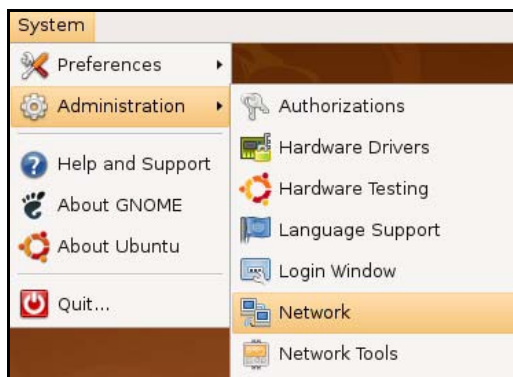 System
Preferences
Administration
Help and Support
About GNOME
About Ubuntu
Quit...
Authorizations
Hardware Drivers
Hardware Testing
Language Support
Login Window
Network
Network Tools